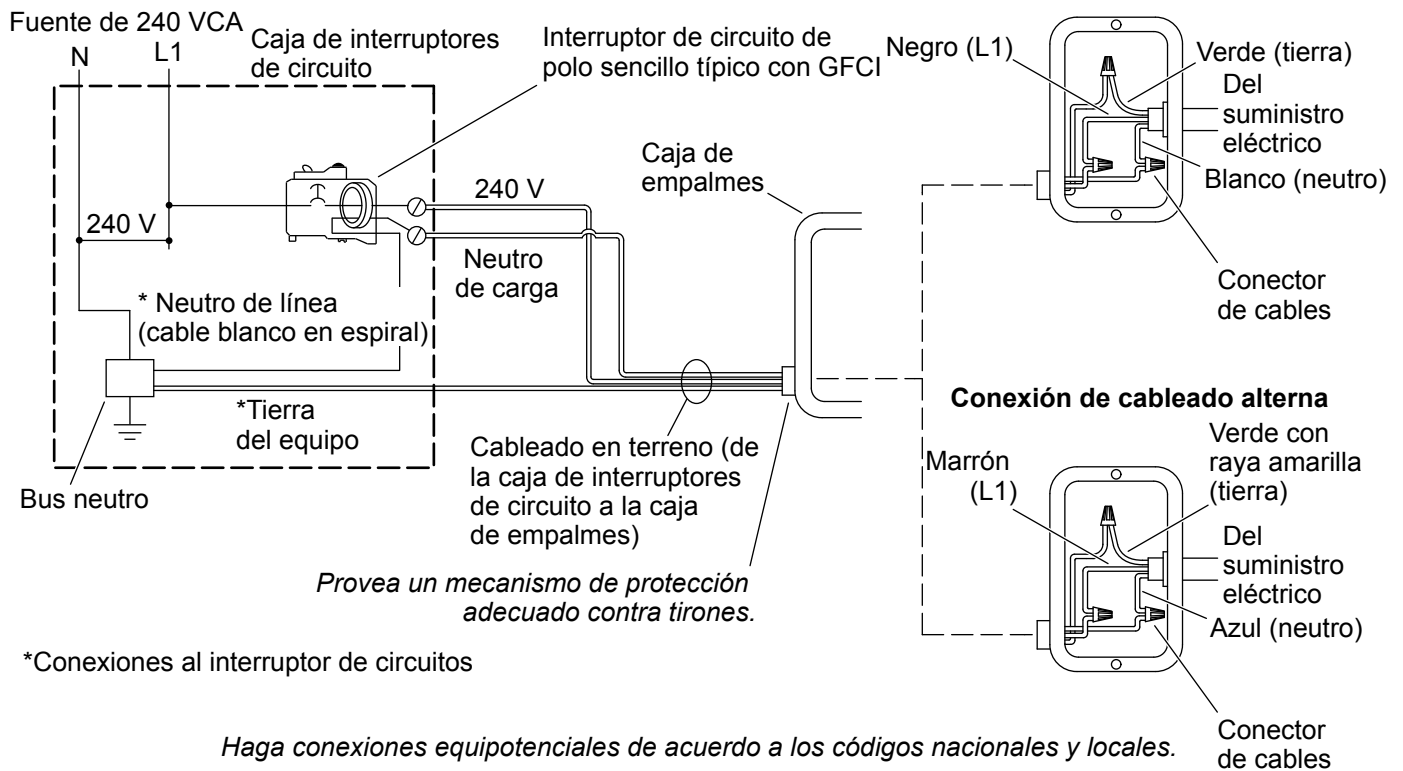 Fuente de 240 VCA
N
L1
Caja de interruptores
de circuito
Interruptor de circuito de
polo sencillo típico con GFCI
Negro (L1)
Verde (tierra)
Del
suministro
eléctrico
Blanco (neutro)
Conector
de cables
Caja de
empalmes
240 V
240 V
Neutro
de carga
* Neutro de línea
(cable blanco en espiral)
*Tierra
del equipo
Bus neutro
Cableado en terreno (de
la caja de interruptores
de circuito a la caja
de empalmes)
Provea un mecanismo de protección
adecuado contra tirones.
Conexión de cableado alterna
Marrón
(L1)
Verde con
raya amarilla
(tierra)
Del
suministro
eléctrico
Azul (neutro)
Conector
de cables
*Conexiones al interruptor de circuitos
Haga conexiones equipotenciales de acuerdo a los códigos nacionales y locales.